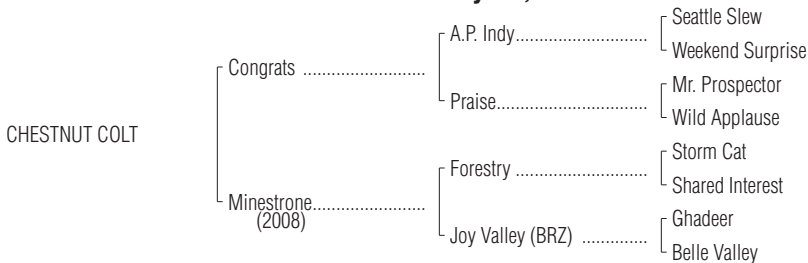 Seattle Slew
A.P. Indy..............................
Weekend Surprise
Congrats ............................
Mr. Prospector
Praise..................................
Wild Applause
CHESTNUT COLT
Storm Cat
Forestry ..............................
Shared Interest
Minestrone..........................
(2008)
Ghadeer
Joy Valley (BRZ) ...............
Belle Valley